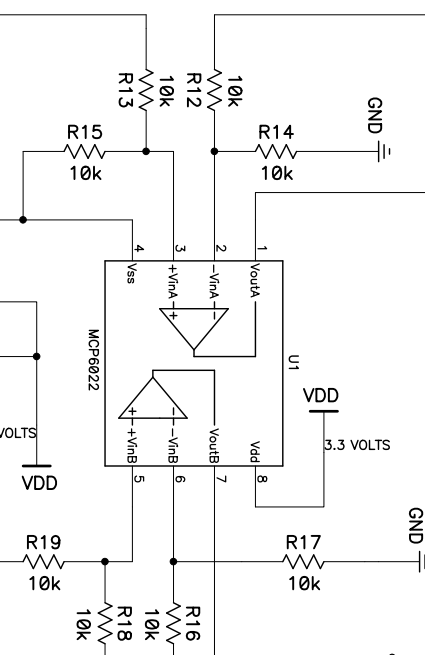 R13
10k
R12
10k
GND
R15
10k
R14
10k
4
3
2
1
Vss
+VinA
-VinA
VoutA
+
-
MCP6022
U1
+
-
+VinB
-VinB
VoutB
Vdd
5
6
7
8
VDD
3.3 VOLTS
VOLTS
VDD
GND
R19
10k
R17
10k
R18
10k
R16
10k